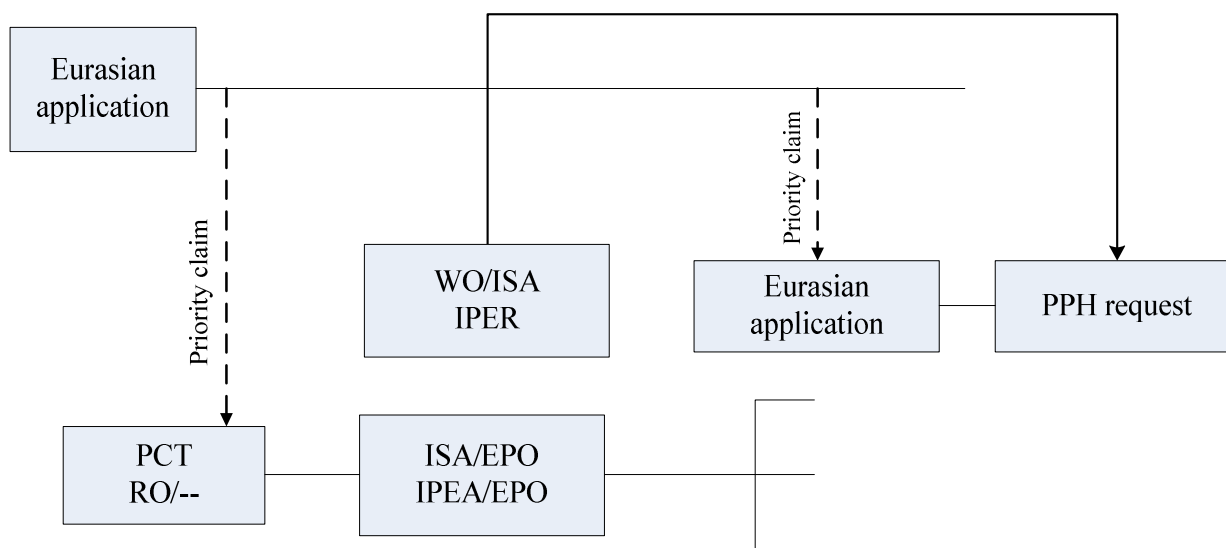 Eurasian
application
Priority claim
Priority claim
WO/ISA
IPER
Eurasian
application
PPH request
PCT
RO/--
ISA/EPO
IPEA/EPO